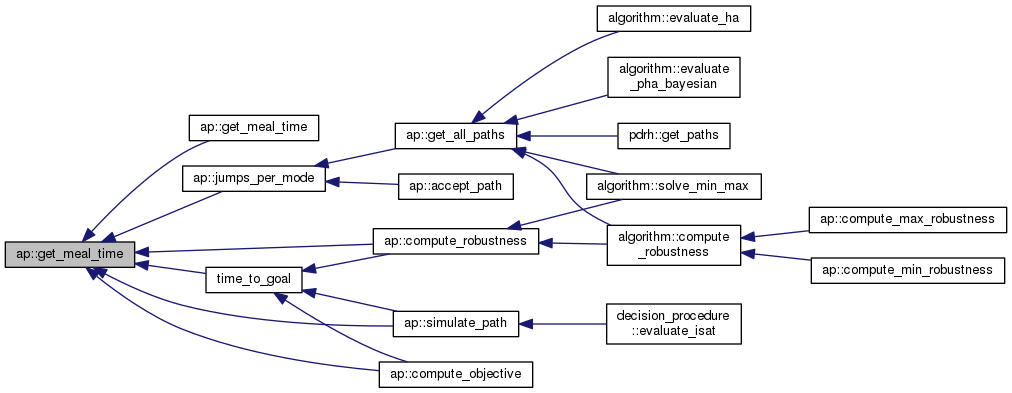 algorithm::evaluate_ha
algorithm::evaluate
_pha_bayesian
ap::get_meal_time
ap::get_all_paths
pdrh::get_paths
ap::jumps_per_mode
ap::accept_path
algorithm::solve_min_max
ap::compute_max_robustness
ap::get_meal_time
ap::compute_robustness
algorithm::compute
_robustness
time_to_goal
ap::compute_min_robustness
ap::simulate_path
decision_procedure
::evaluate_isat
ap::compute_objective